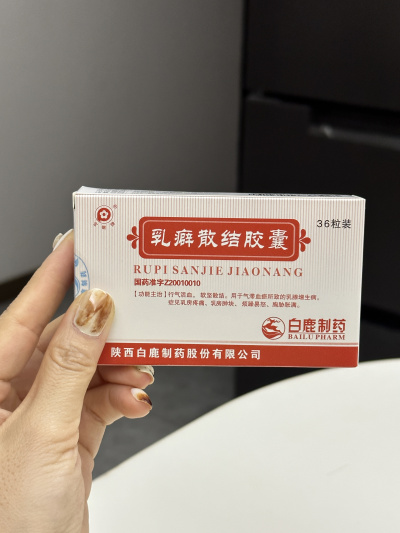 36粒装
乳癖散结胶囊
RUPI SANJIE JIAONANG
国药准字Z20010010
【功能主治】行气活血、软坚散结。用于气滞血瘀所致的乳腺增生病,
症见乳房疼痛、乳房肿块、烦躁易怒、胸胁胀满。
白鹿制药
BAILU PHARM
陕西白鹿制药股份有限公司